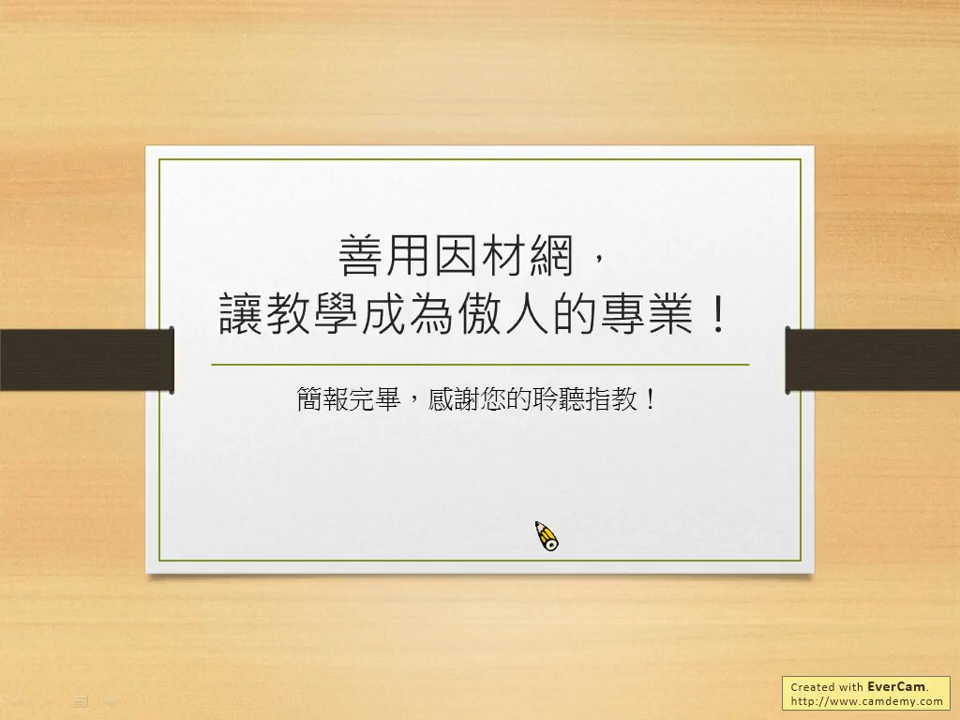 善用因材網，
讓教學成為傲人的專業！
簡報完畢，感謝您的聆聽指教！
Created with EverCam.
http://www.camdemy.com